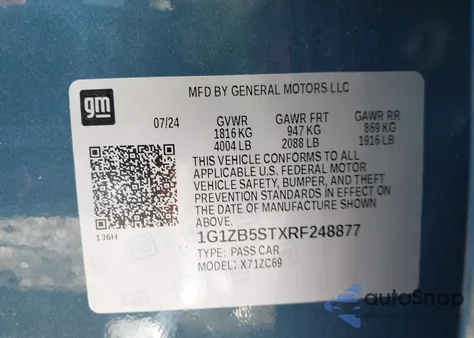 MFD BY GENERAL MOTORS LLC
gm
07/24 GVWR GAWR FRT GAWR RR
1816 KG 947 KG 869 KG
4004 LB 2088 LB 1916 LB
THIS VEHICLE CONFORMS TO ALL
APPLICABLE U.S. FEDERAL MOTOR
VEHICLE SAFETY, BUMPER, AND THEFT
PREVENTION STANDARDS IN EFFECT ON
THE DATE OF MANUFACTURE SHOWN
ABOVE.
136H
1G1ZB5STXRF248877
TYPE: PASS CAR
MODEL: X71ZC69
autoSnap